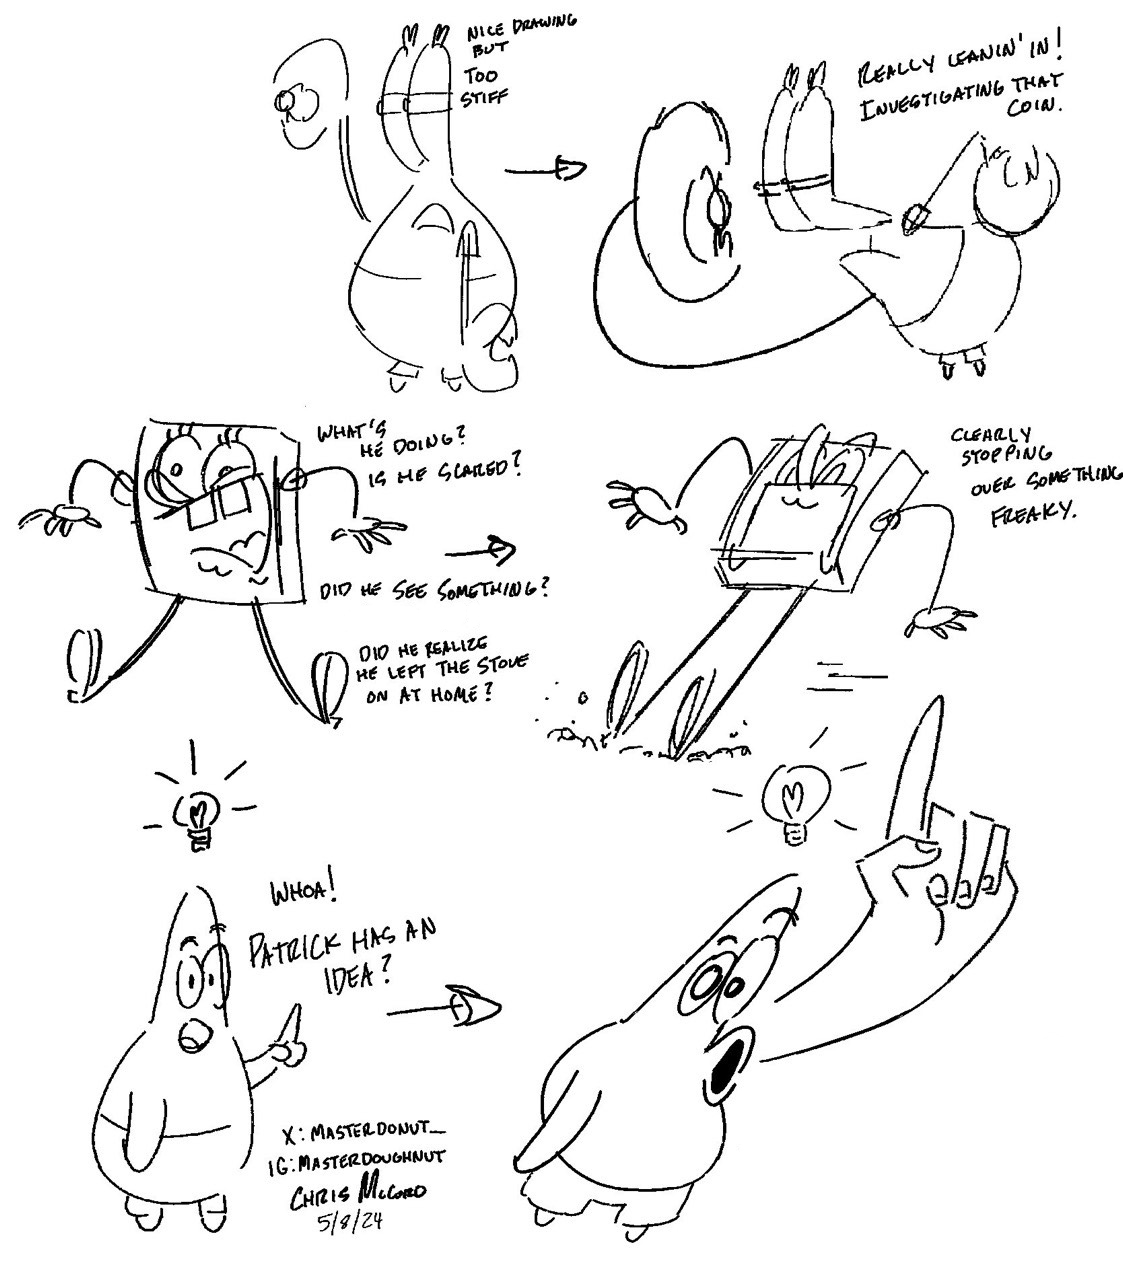 NICE DRAWING
BUT
TOO
STIFF
REALLY LEANIN' IN!
INVESTIGATING THAT
COIN.
WHAT'S
HE DOING?
IS HE SCARED?
DID HE SEE SOMETHING?
DID HE REALIZE
HE LEFT THE STOVE
ON AT HOME?
CLEARLY
STOPPING
OVER SOMETHING
FREAKY.
WHOA!
PATRICK HAS AN
IDEA?
X: MASTERDONUT_
IG: MASTERDOUGHNUT
CHRIS McCORD
5/8/24